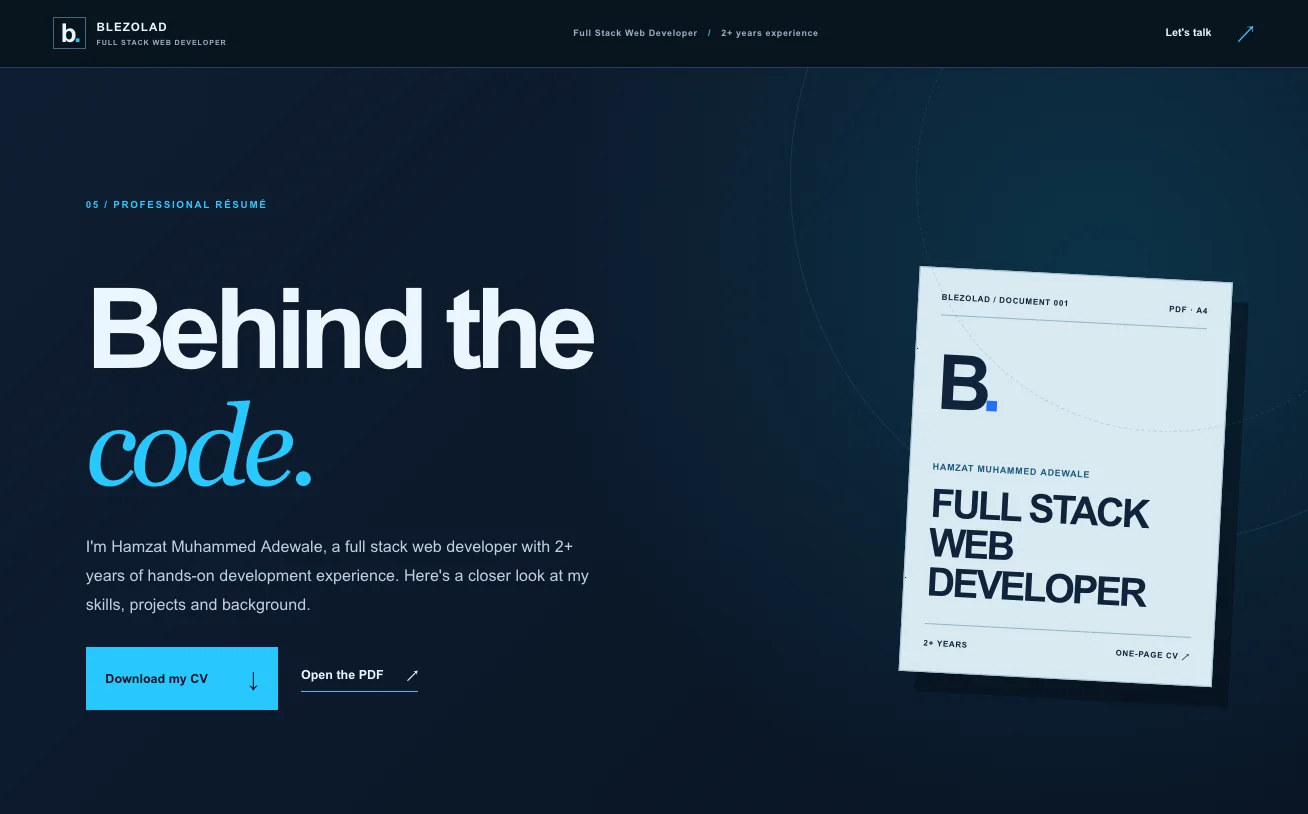 b.
BLEZOLAD
FULL STACK WEB DEVELOPER
Full Stack Web Developer / 2+ years experience
Let's talk ↗
05 / PROFESSIONAL RÉSUMÉ
Behind the
code.
I'm Hamzat Muhammed Adewale, a full stack web developer with 2+
years of hands-on development experience. Here's a closer look at my
skills, projects and background.
Download my CV ↓
Open the PDF ↗
BLEZOLAD / DOCUMENT 001
PDF · A4
B.
HAMZAT MUHAMMED ADEWALE
FULL STACK
WEB
DEVELOPER
2+ YEARS
ONE-PAGE CV ↗